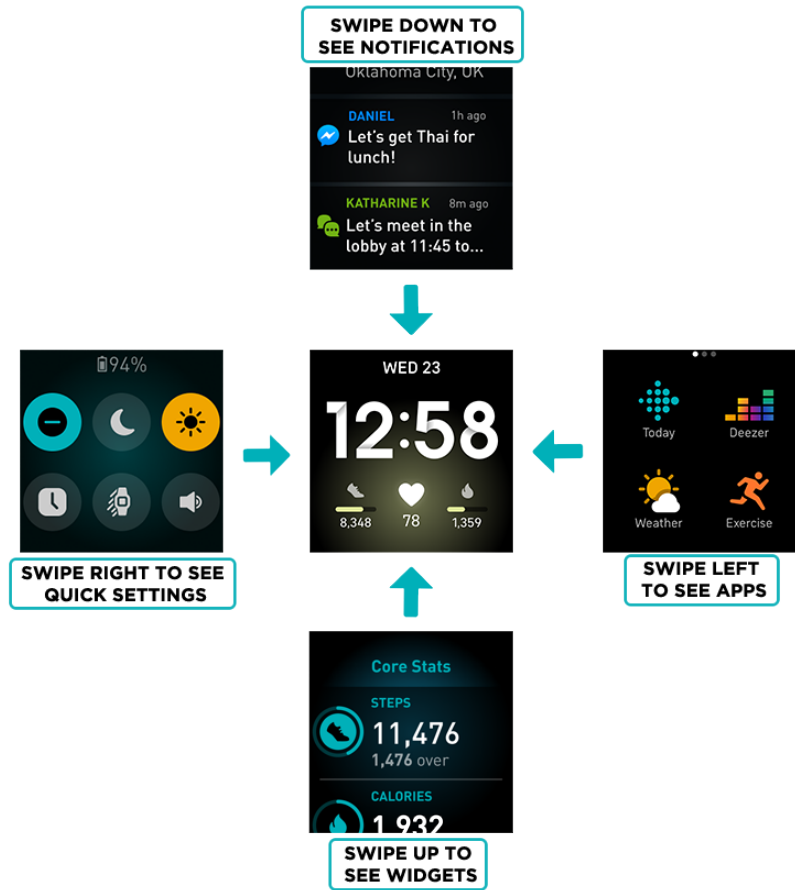 SWIPE DOWN TO
SEE NOTIFICATIONS
Oklahoma City, OK
DANIEL 1h ago
Let's get Thai for
lunch!
KATHARINE K 8m ago
Let's meet in the
lobby at 11:45 to...
94%
WED 23
12:58
8,348 78 1,359
Today Deezer
Weather Exercise
SWIPE RIGHT TO SEE
QUICK SETTINGS
SWIPE LEFT
TO SEE APPS
Core Stats
STEPS
11,476
1,476 over
CALORIES
1,932
SWIPE UP TO
SEE WIDGETS